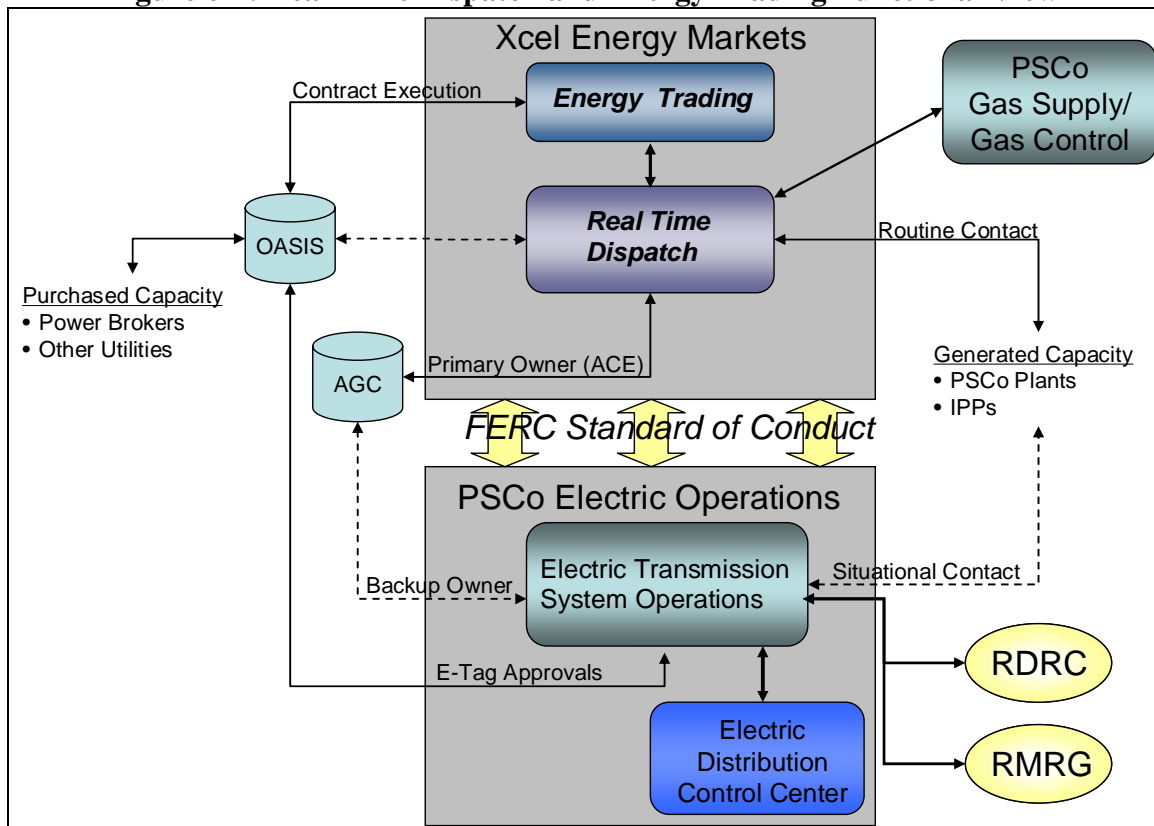 Xcel Energy Markets
Energy Trading
PSCo
Gas Supply/
Gas Control
Contract Execution
Real Time
Dispatch
OASIS
Routine Contact
Purchased Capacity
• Power Brokers
• Other Utilities
AGC
Primary Owner (ACE)
Generated Capacity
• PSCo Plants
• IPPs
FERC Standard of Conduct
PSCo Electric Operations
Electric Transmission
System Operations
Backup Owner
Situational Contact
E-Tag Approvals
RDRC
Electric
Distribution
Control Center
RMRG